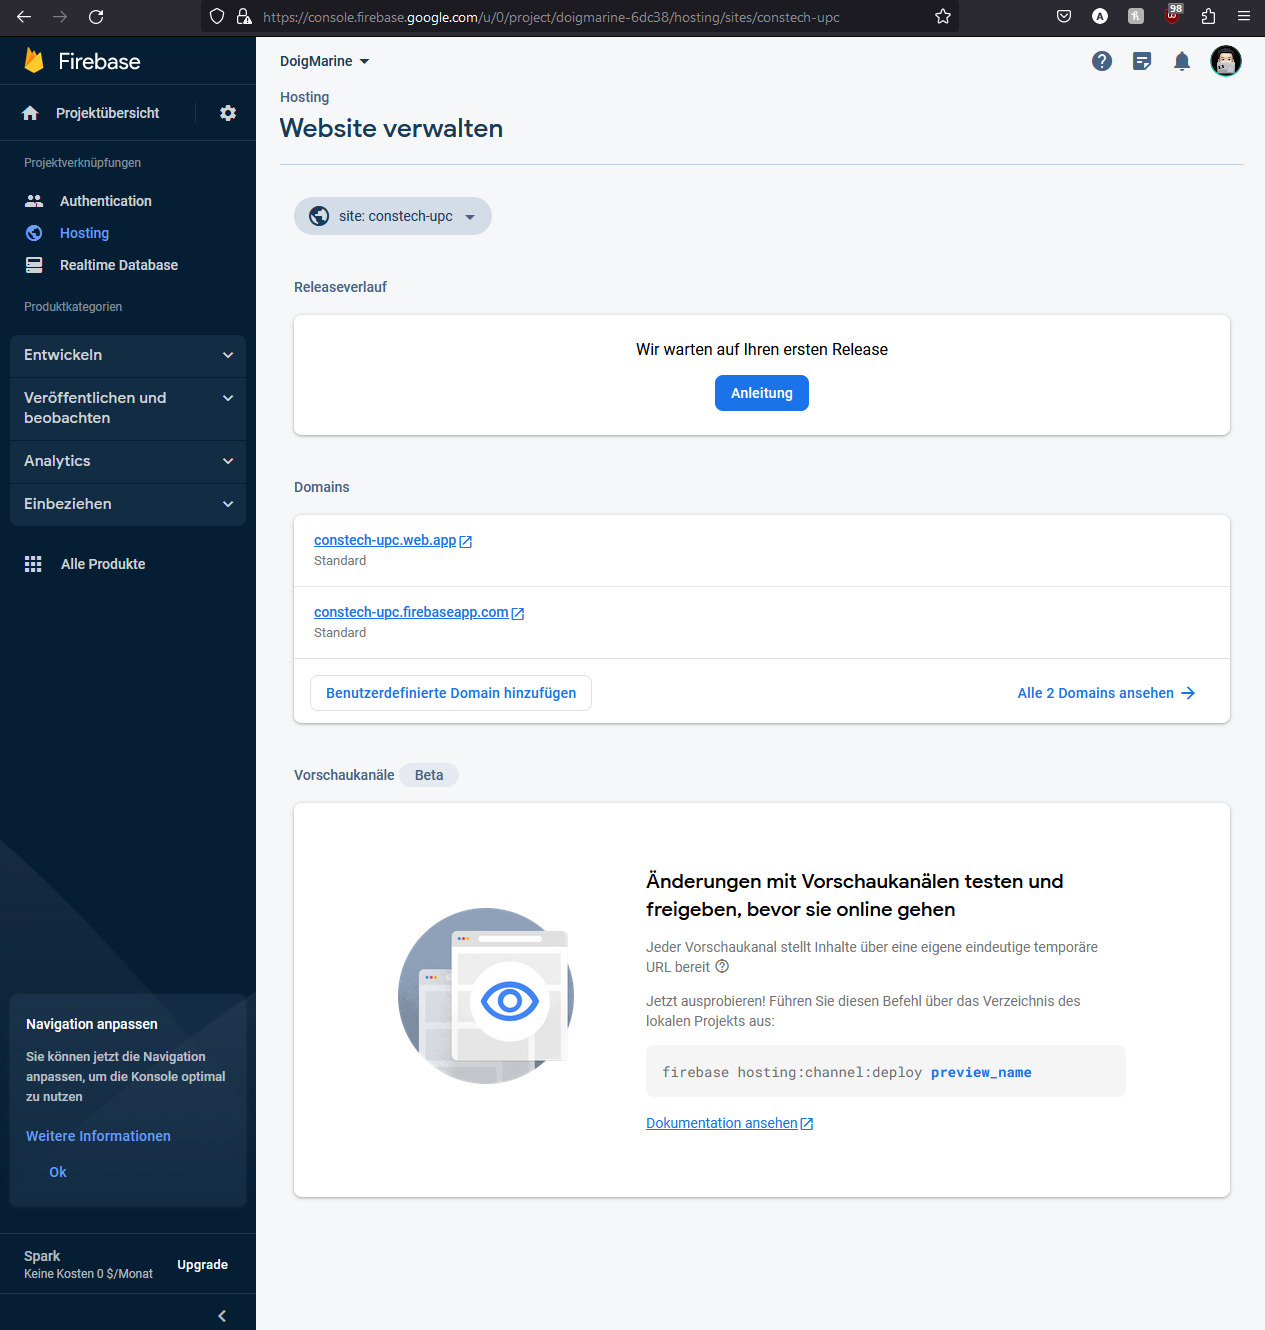 https://console.firebase.google.com/u/0/project/doigmarine-6dc38/hosting/sites/constech-upc
A
98
Firebase
Projektübersicht
Projektverknüpfungen
Authentication
Hosting
Realtime Database
Produktkategorien
Entwickeln
Veröffentlichen und
beobachten
Analytics
Einbeziehen
Alle Produkte
Navigation anpassen
Sie können jetzt die Navigation
anpassen, um die Konsole optimal
zu nutzen
Weitere Informationen
Ok
Spark
Keine Kosten 0 $/Monat
Upgrade
DoigMarine
Hosting
Website verwalten
site: constech-upc
Releaseverlauf
Wir warten auf Ihren ersten Release
Anleitung
Domains
constech-upc.web.app
Standard
constech-upc.firebaseapp.com
Standard
Benutzerdefinierte Domain hinzufügen
Alle 2 Domains ansehen
Vorschaukanäle Beta
Änderungen mit Vorschaukanälen testen und
freigeben, bevor sie online gehen
Jeder Vorschaukanal stellt Inhalte über eine eigene eindeutige temporäre
URL bereit
Jetzt ausprobieren! Führen Sie diesen Befehl über das Verzeichnis des
lokalen Projekts aus:
firebase hosting:channel:deploy preview_name
Dokumentation ansehen